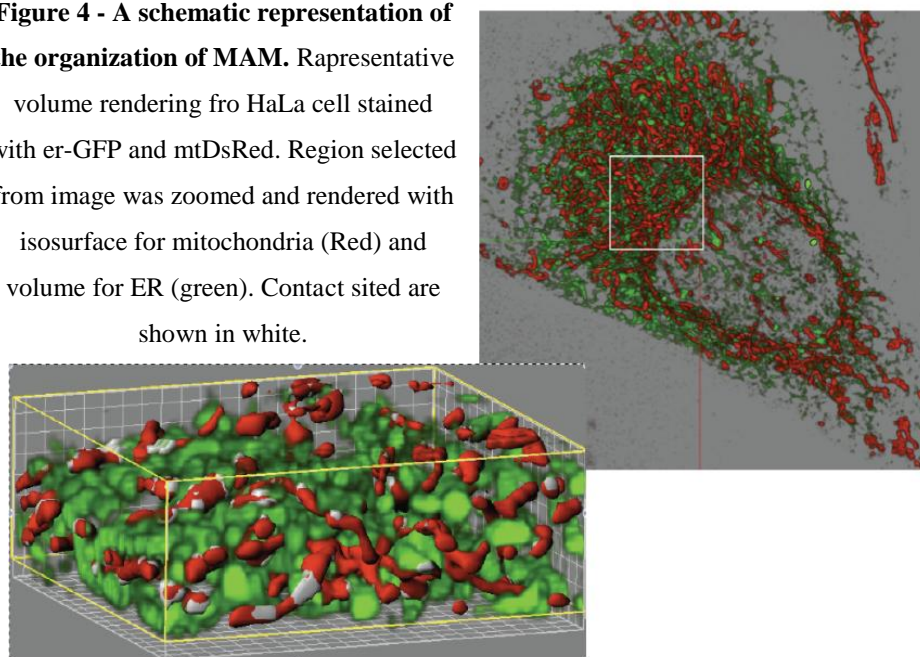 Figure 4 - A schematic representation of
the organization of MAM. Rapresentative
volume rendering fro HaLa cell stained
with er-GFP and mtDsRed. Region selected
from image was zoomed and rendered with
isosurface for mitochondria (Red) and
volume for ER (green). Contact sited are
shown in white.